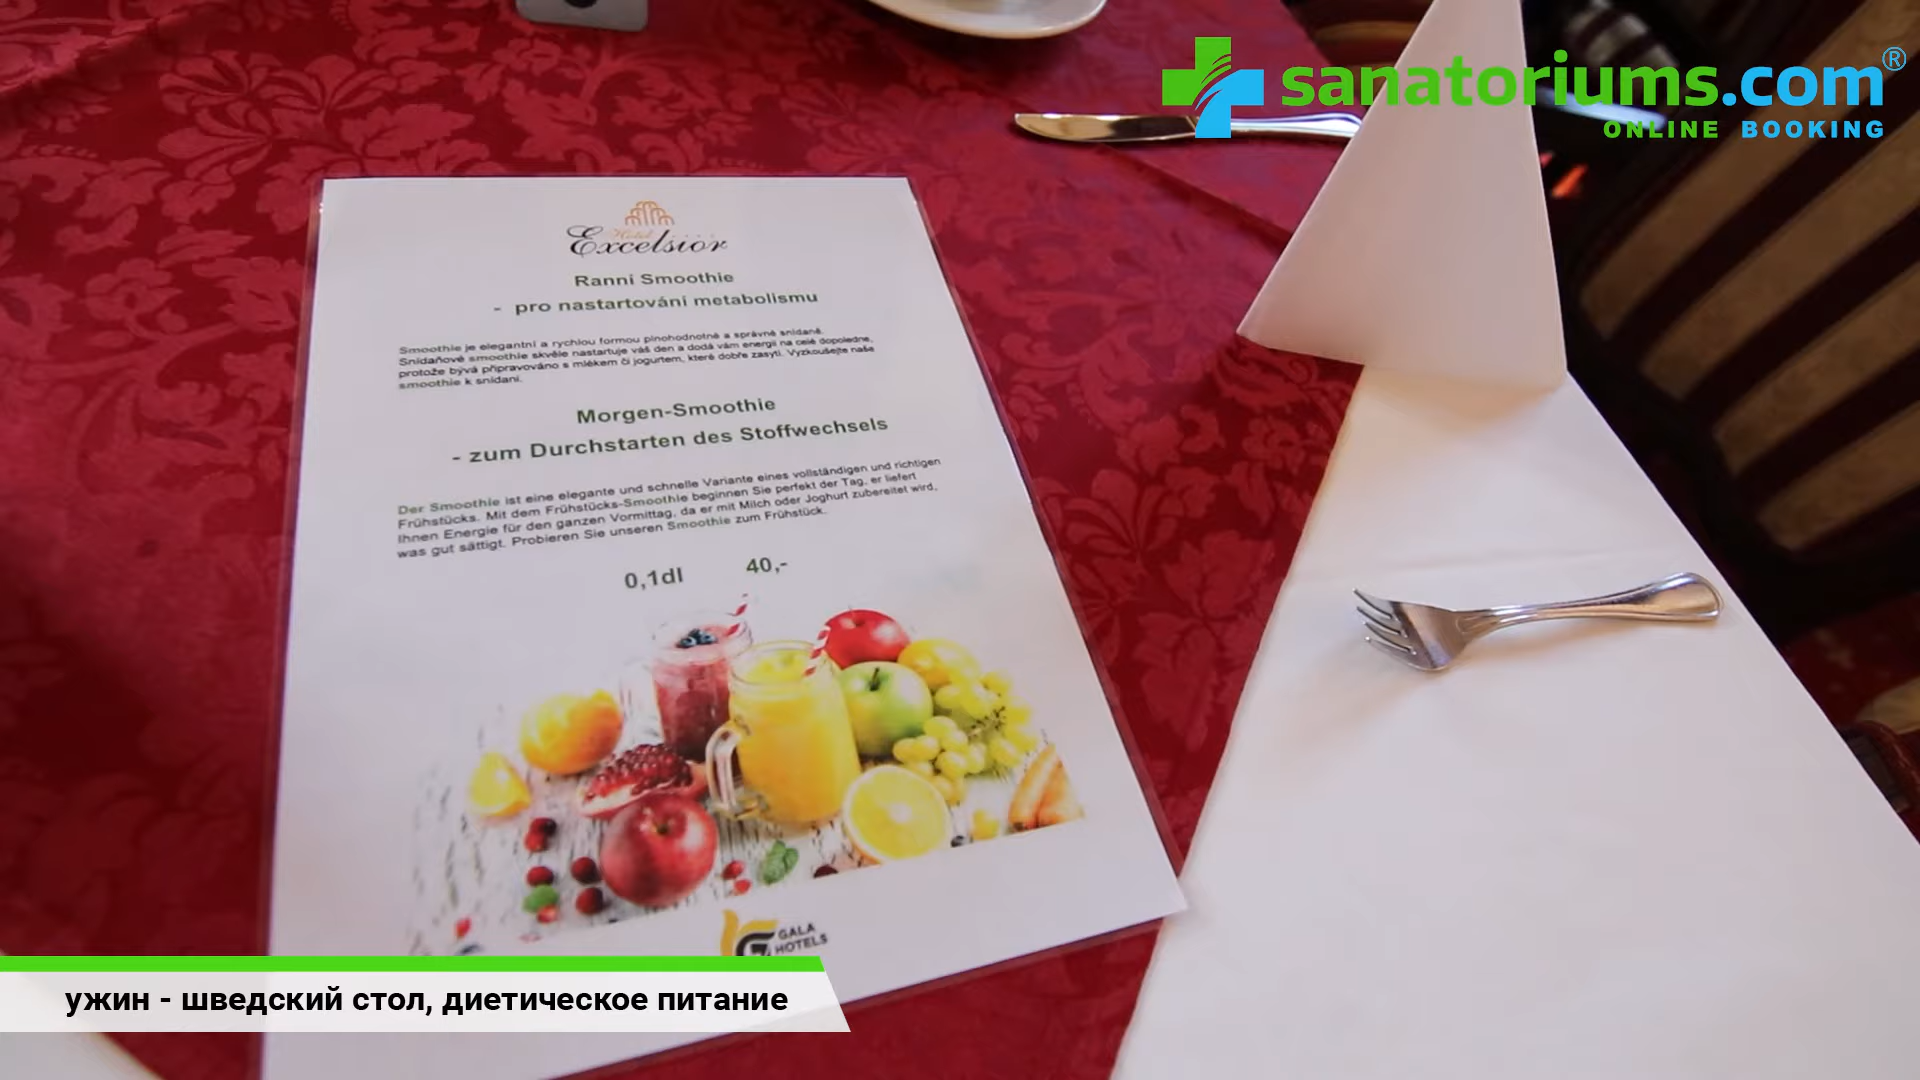 sanatoriums.com®
ONLINE BOOKING
Hotel
Excelsior
Ranní Smoothie
- pro nastartování metabolismu
Smoothie je elegantní a rychlou formou plnohodnotné a správné snídaně.
Snídaňové smoothie skvěle nastartuje váš den a dodá vám energii na celé dopoledne,
protože bývá připravováno s mlékem či jogurtem, které dobře zasytí. Vyzkoušejte naše
smoothie k snídani.
Morgen-Smoothie
- zum Durchstarten des Stoffwechsels
Der Smoothie ist eine elegante und schnelle Variante eines vollständigen und richtigen
Frühstücks. Mit dem Frühstücks-Smoothie beginnen Sie perfekt der Tag, er liefert
Ihnen Energie für den ganzen Vormittag, da er mit Milch oder Joghurt zubereitet wird,
was gut sättigt. Probieren Sie unseren Smoothie zum Frühstück.
0,1dl 40,-
GALA
HOTELS
ужин - шведский стол, диетическое питание